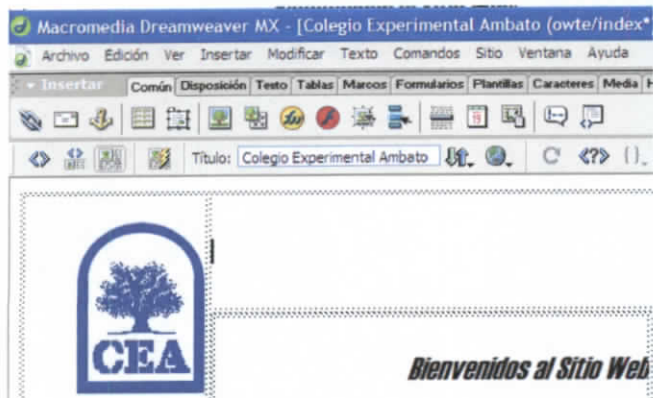 Macromedia Dreamweaver MX - [Colegio Experimental Ambato (owte/index*
Archivo Edición Ver Insertar Modificar Texto Comandos Sitio Ventana Ayuda
Insertar Común Disposición Texto Tablas Marcos Formularios Plantillas Caracteres Media H
Título: Colegio Experimental Ambato
CEA
Bienvenidos al Sitio Web